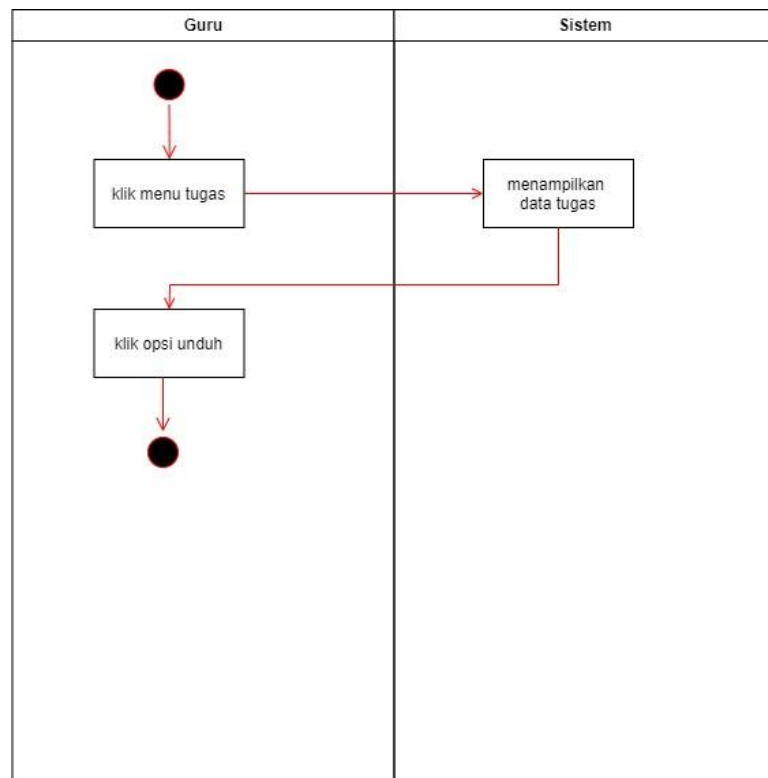 Guru
Sistem
klik menu tugas
menampilkan
data tugas
klik opsi unduh